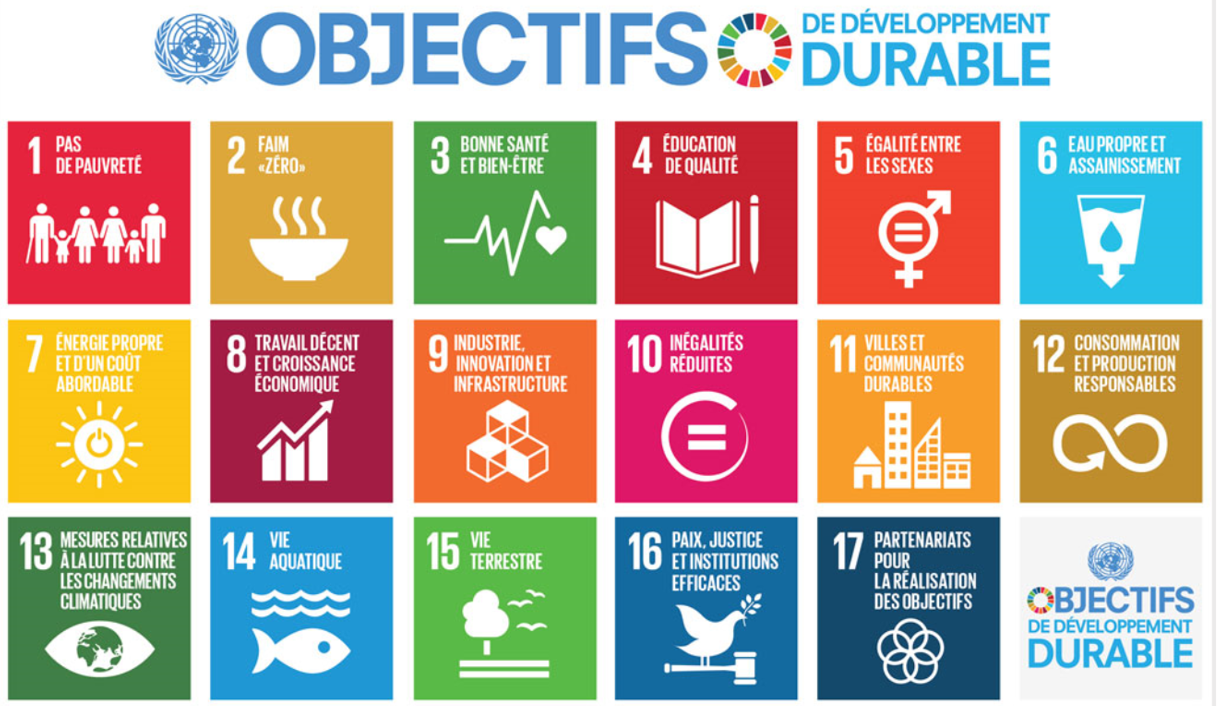 OBJECTIFS
DE DÉVELOPPEMENT
DURABLE
1 PAS
DE PAUVRETÉ
2 FAIM
«ZÉRO»
3 BONNE SANTÉ
ET BIEN-ÊTRE
4 ÉDUCATION
DE QUALITÉ
5 ÉGALITÉ ENTRE
LES SEXES
6 EAU PROPRE ET
ASSAINISSEMENT
7 ÉNERGIE PROPRE
ET D'UN COÛT
ABORDABLE
8 TRAVAIL DÉCENT
ET CROISSANCE
ÉCONOMIQUE
9 INDUSTRIE,
INNOVATION ET
INFRASTRUCTURE
10 INÉGALITÉS
RÉDUITES
11 VILLES ET
COMMUNAUTÉS
DURABLES
12 CONSOMMATION
ET PRODUCTION
RESPONSABLES
13 MESURES RELATIVES
À LA LUTTE CONTRE
LES CHANGEMENTS
CLIMATIQUES
14 VIE
AQUATIQUE
15 VIE
TERRESTRE
16 PAIX, JUSTICE
ET INSTITUTIONS
EFFICACES
17 PARTENARIATS
POUR
LA RÉALISATION
DES OBJECTIFS
OBJECTIFS
DE DÉVELOPPEMENT
DURABLE